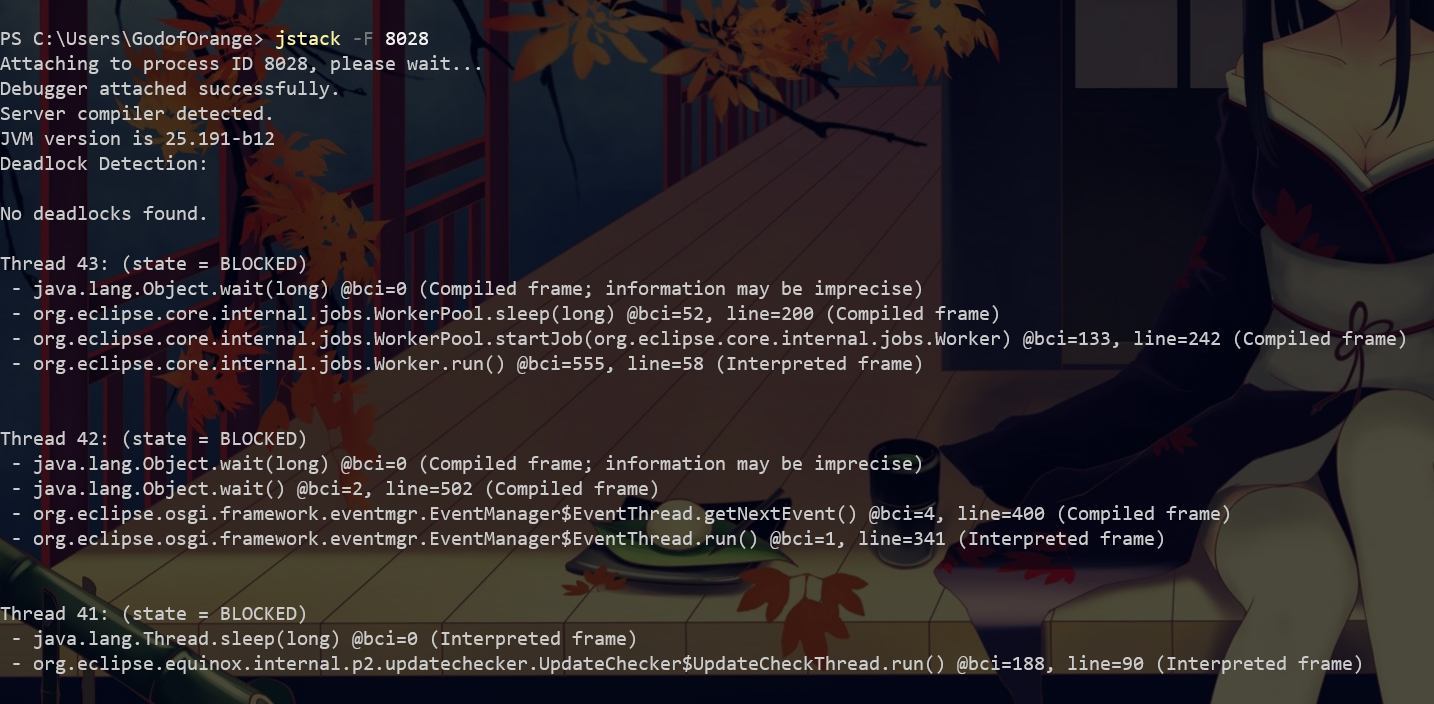 PS C:\Users\GodofOrange> jstack -F 8028
Attaching to process ID 8028, please wait...
Debugger attached successfully.
Server compiler detected.
JVM version is 25.191-b12
Deadlock Detection:
No deadlocks found.
Thread 43: (state = BLOCKED)
- java.lang.Object.wait(long) @bci=0 (Compiled frame; information may be imprecise)
- org.eclipse.core.internal.jobs.WorkerPool.sleep(long) @bci=52, line=200 (Compiled frame)
- org.eclipse.core.internal.jobs.WorkerPool.startJob(org.eclipse.core.internal.jobs.Worker) @bci=133, line=242 (Compiled frame)
- org.eclipse.core.internal.jobs.Worker.run() @bci=555, line=58 (Interpreted frame)
Thread 42: (state = BLOCKED)
- java.lang.Object.wait(long) @bci=0 (Compiled frame; information may be imprecise)
- java.lang.Object.wait() @bci=2, line=502 (Compiled frame)
- org.eclipse.osgi.framework.eventmgr.EventManager$EventThread.getNextEvent() @bci=4, line=400 (Compiled frame)
- org.eclipse.osgi.framework.eventmgr.EventManager$EventThread.run() @bci=1, line=341 (Interpreted frame)
Thread 41: (state = BLOCKED)
- java.lang.Thread.sleep(long) @bci=0 (Interpreted frame)
- org.eclipse.equinox.internal.p2.updatechecker.UpdateChecker$UpdateCheckThread.run() @bci=188, line=90 (Interpreted frame)